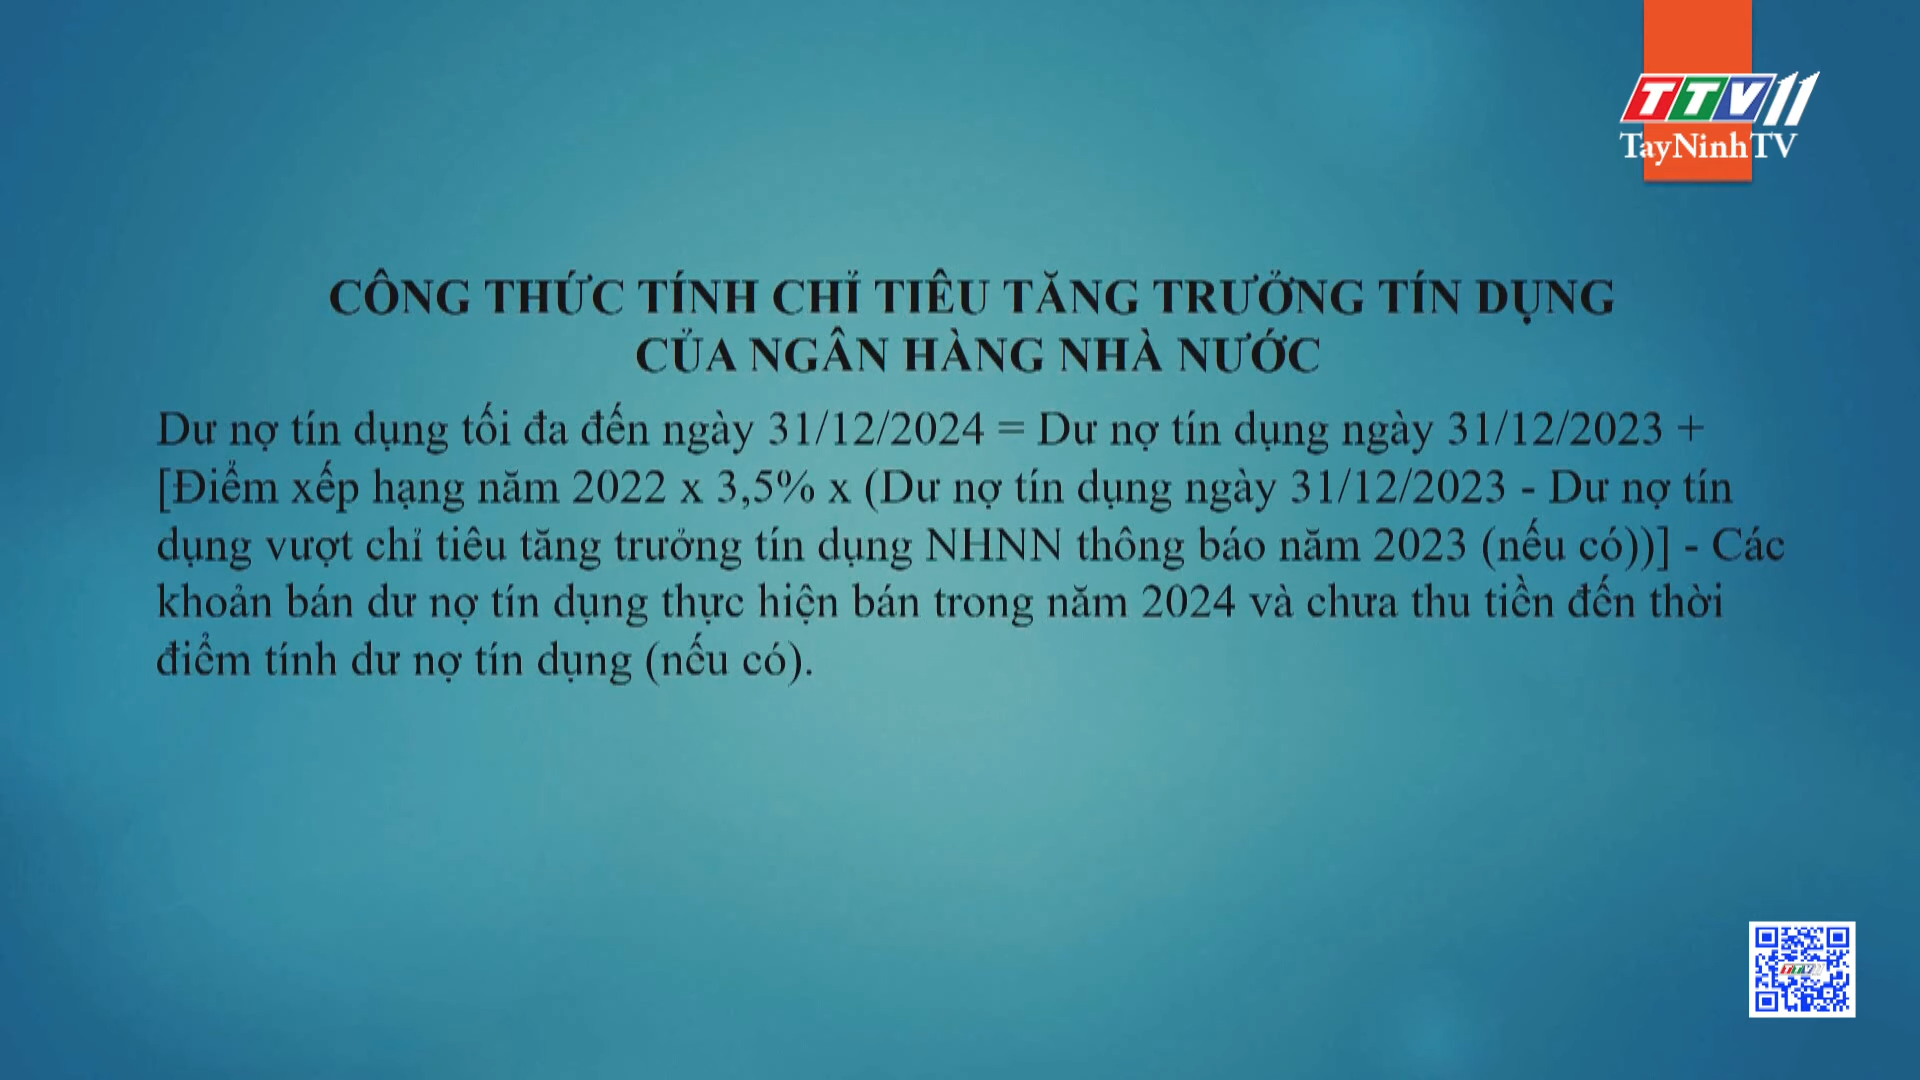 TTV11
TayNinhTV
CÔNG THỨC TÍNH CHỈ TIÊU TĂNG TRƯỞNG TÍN DỤNG
CỦA NGÂN HÀNG NHÀ NƯỚC
Dư nợ tín dụng tối đa đến ngày 31/12/2024 = Dư nợ tín dụng ngày 31/12/2023 +
[Điểm xếp hạng năm 2022 x 3,5% x (Dư nợ tín dụng ngày 31/12/2023 - Dư nợ tín
dụng vượt chỉ tiêu tăng trưởng tín dụng NHNN thông báo năm 2023 (nếu có))] - Các
khoản bán dư nợ tín dụng thực hiện bán trong năm 2024 và chưa thu tiền đến thời
điểm tính dư nợ tín dụng (nếu có).
TTV11